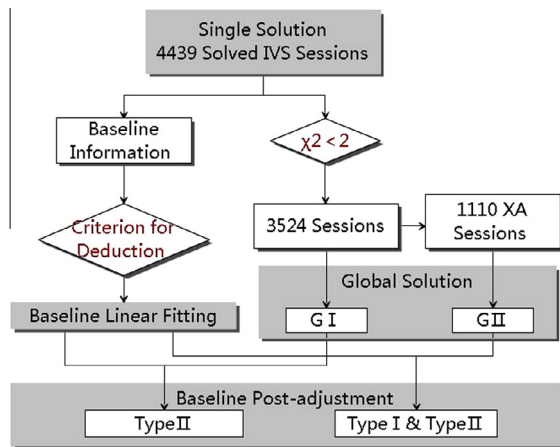 Single Solution
4439 Solved IVS Sessions
Baseline
Information
χ2 < 2
Criterion for
Deduction
3524 Sessions
1110 XA
Sessions
Global Solution
Baseline Linear Fitting
G I
G II
Baseline Post-adjustment
Type II
Type I & Type II